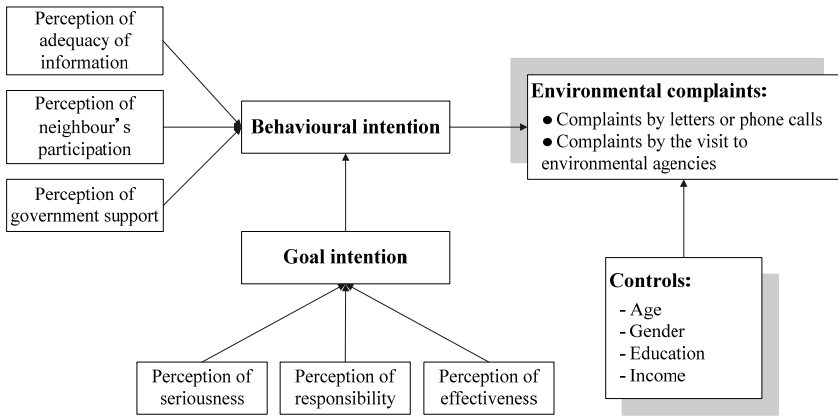 Perception of
adequacy of
information
Perception of
neighbour's
participation
Perception of
government support
Behavioural intention
Environmental complaints:
● Complaints by letters or phone calls
● Complaints by the visit to
environmental agencies
Goal intention
Controls:
- Age
- Gender
- Education
- Income
Perception of
seriousness
Perception of
responsibility
Perception of
effectiveness